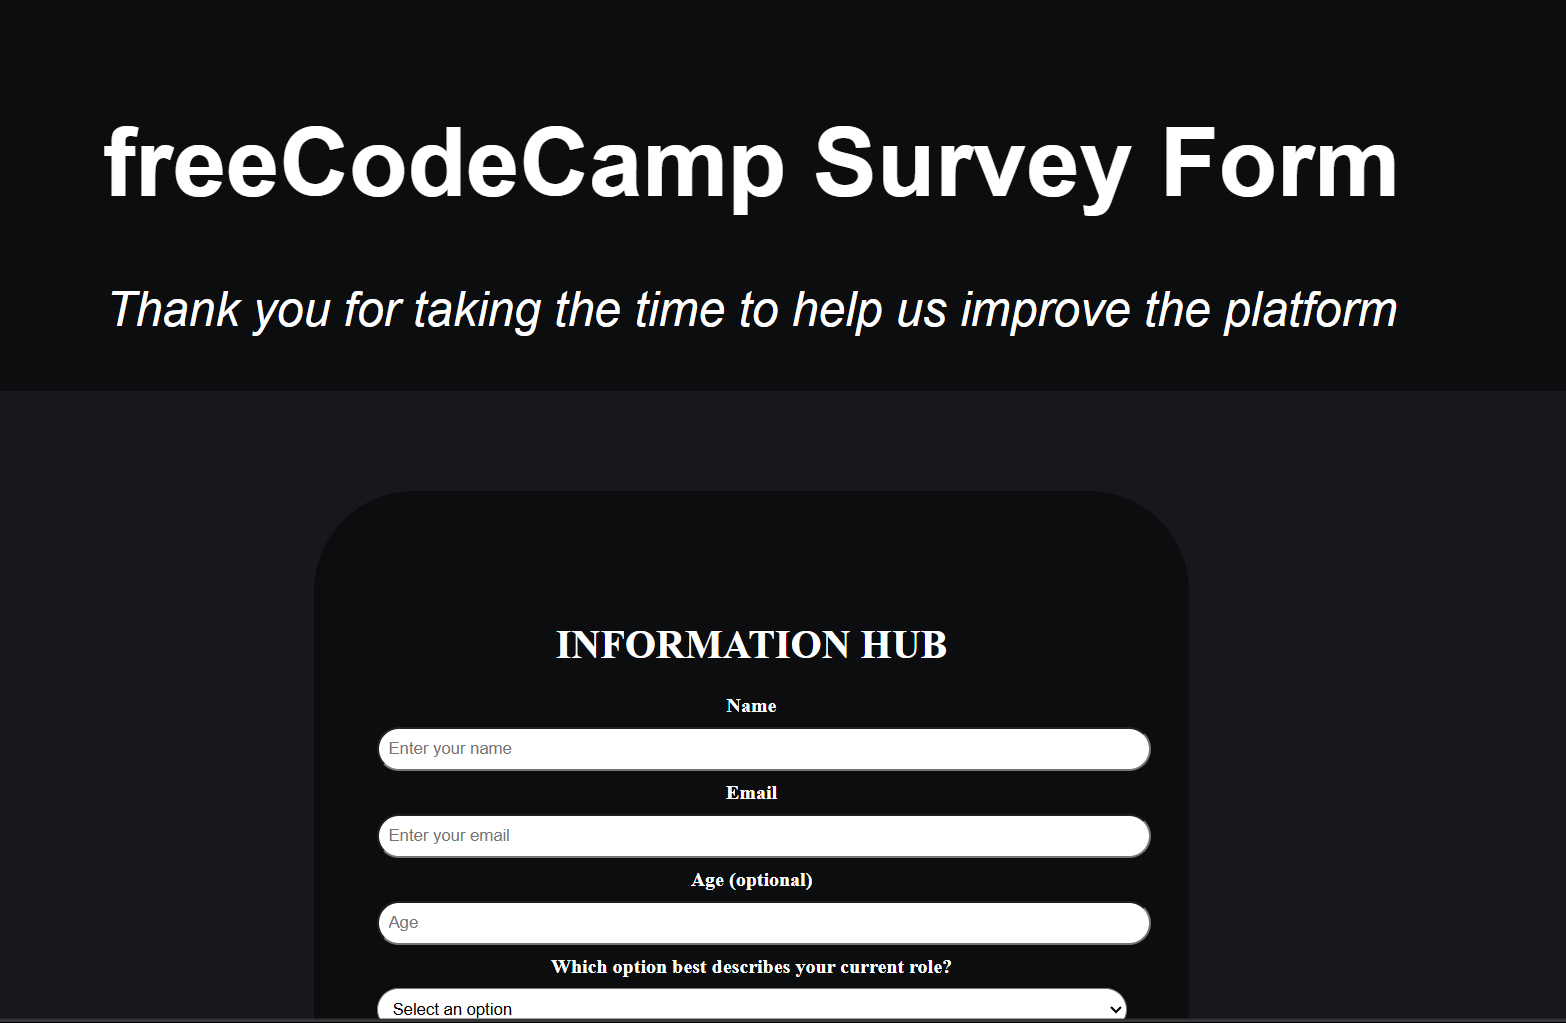 freeCodeCamp Survey Form
Thank you for taking the time to help us improve the platform
INFORMATION HUB
Name
Enter your name
Email
Enter your email
Age (optional)
Age
Which option best describes your current role?
Select an option